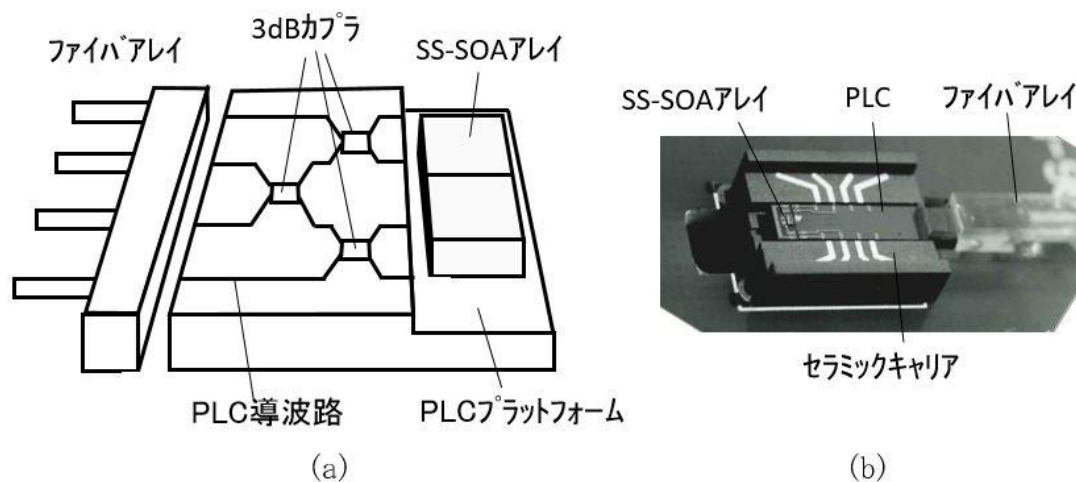 ファイバアレイ
3dBカプラ
SS-SOAアレイ
PLC導波路
PLCプラットフォーム
(a)
SS-SOAアレイ
PLC
ファイバアレイ
セラミックキャリア
(b)